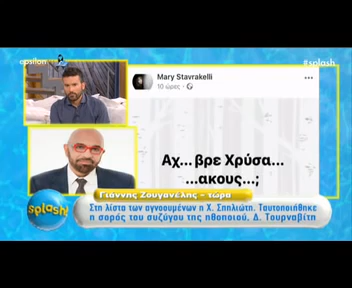 epsilon
#splash
Mary Stavrakelli
10 ώρες
Αχ... βρε Χρύσα...
...ακους...;
Γιάννης Ζουγανέλης – τώρα
splash!
Στη λίστα των αγνοουμένων η Χ. Σπηλιώτη. Ταυτοποιήθηκε
η σορός του συζύγου της ηθοποιού, Δ. Τουρναβίτη